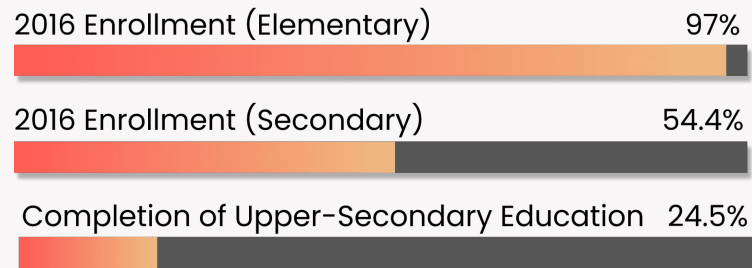 2016 Enrollment (Elementary) 97%
2016 Enrollment (Secondary) 54.4%
Completion of Upper-Secondary Education 24.5%